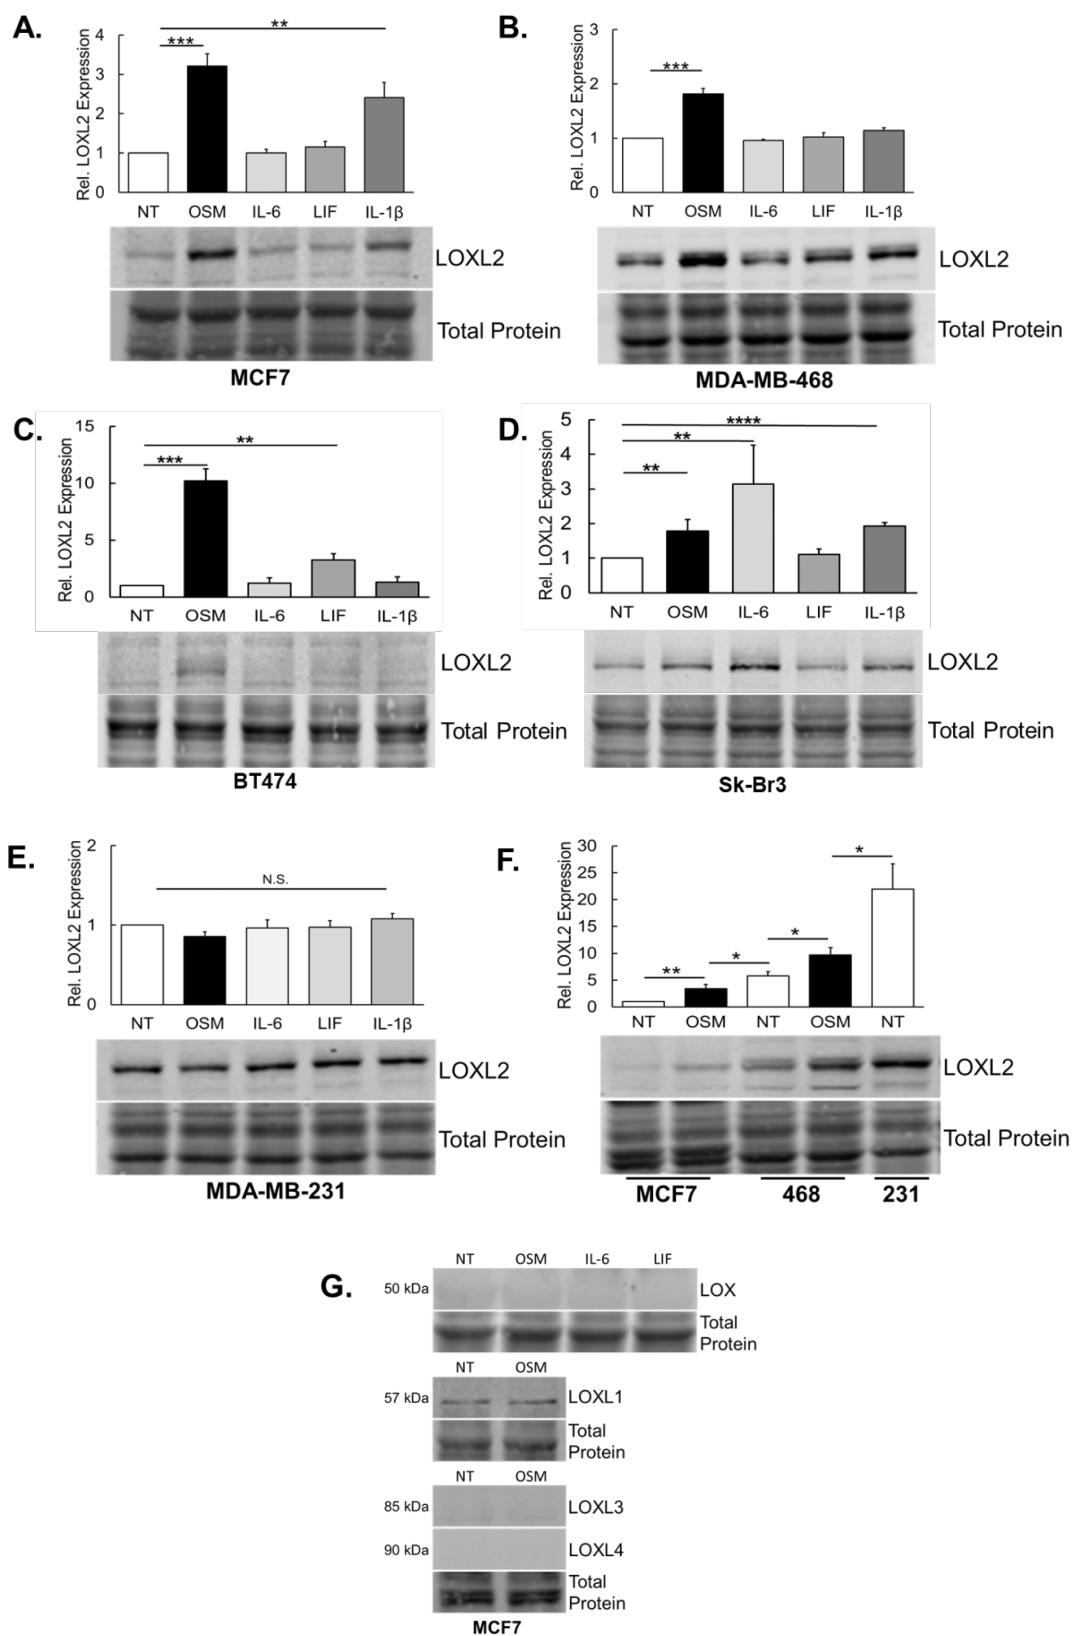 A.
Rel. LOXL2 Expression
4
3
2
1
0
**
***
NT OSM IL-6 LIF IL-1β
LOXL2
Total Protein
MCF7
B.
Rel. LOXL2 Expression
3
2
1
0
***
NT OSM IL-6 LIF IL-1β
LOXL2
Total Protein
MDA-MB-468
C.
Rel. LOXL2 Expression
15
10
5
0
**
***
NT OSM IL-6 LIF IL-1β
LOXL2
Total Protein
BT474
D.
Rel. LOXL2 Expression
5
4
3
2
1
0
****
**
**
NT OSM IL-6 LIF IL-1β
LOXL2
Total Protein
Sk-Br3
E.
Rel. LOXL2 Expression
2
1
0
N.S.
NT OSM IL-6 LIF IL-1β
LOXL2
Total Protein
MDA-MB-231
F.
Rel. LOXL2 Expression
30
25
20
15
10
5
0
*
*
*
**
NT OSM NT OSM NT
LOXL2
Total Protein
MCF7 468 231
G.
NT OSM IL-6 LIF
50 kDa LOX
Total
Protein
NT OSM
57 kDa LOXL1
Total
Protein
NT OSM
85 kDa LOXL3
90 kDa LOXL4
Total
Protein
MCF7